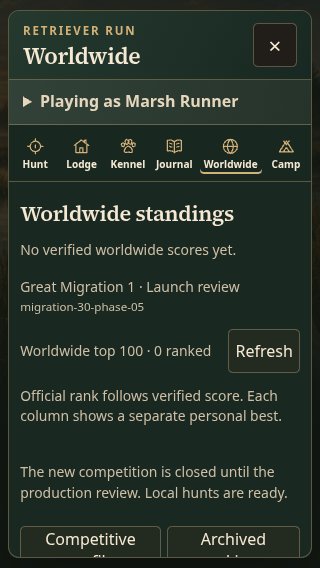 RETRIEVER RUN
Worldwide
×
▶ Playing as Marsh Runner
Hunt Lodge Kennel Journal Worldwide Camp
Worldwide standings
No verified worldwide scores yet.
Great Migration 1 · Launch review
migration-30-phase-05
Worldwide top 100 · 0 ranked Refresh
Official rank follows verified score. Each
column shows a separate personal best.
The new competition is closed until the
production review. Local hunts are ready.
Competitive Archived